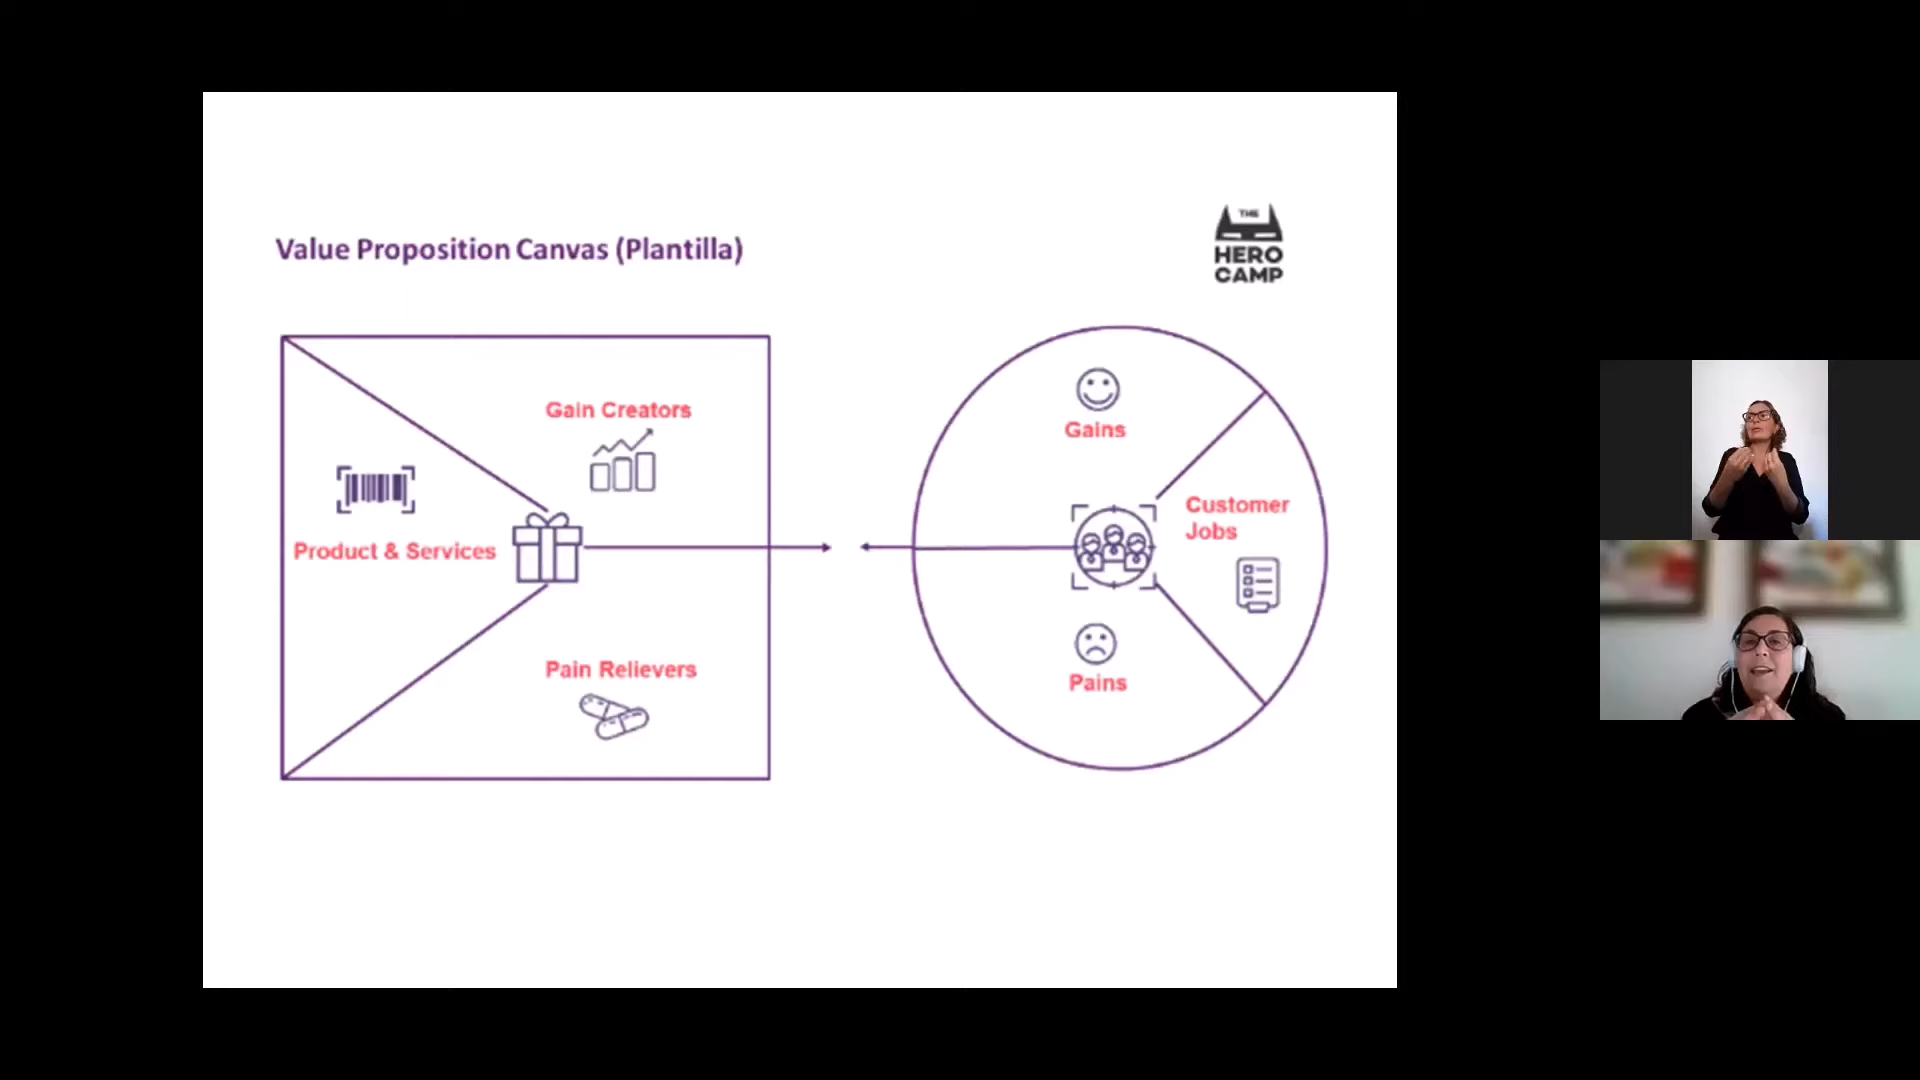 Value Proposition Canvas (Plantilla)
THE
HERO
CAMP
Gain Creators
Product & Services
Pain Relievers
Gains
Customer
Jobs
Pains